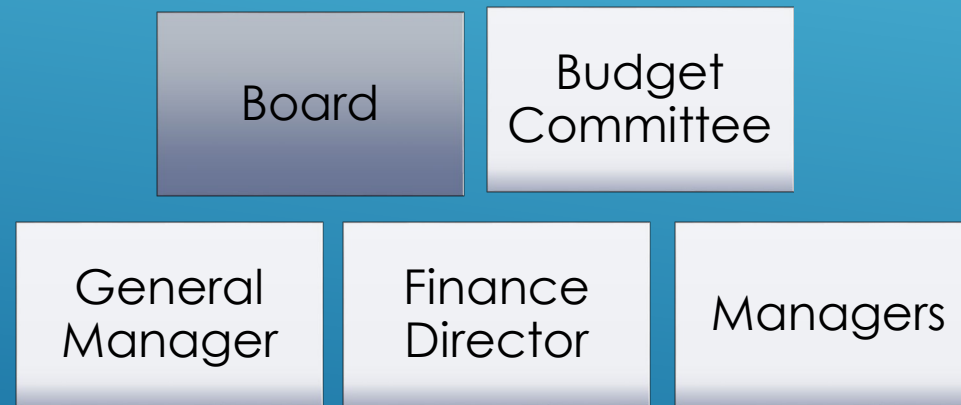 Board
Budget
Committee
General
Manager
Finance
Director
Managers